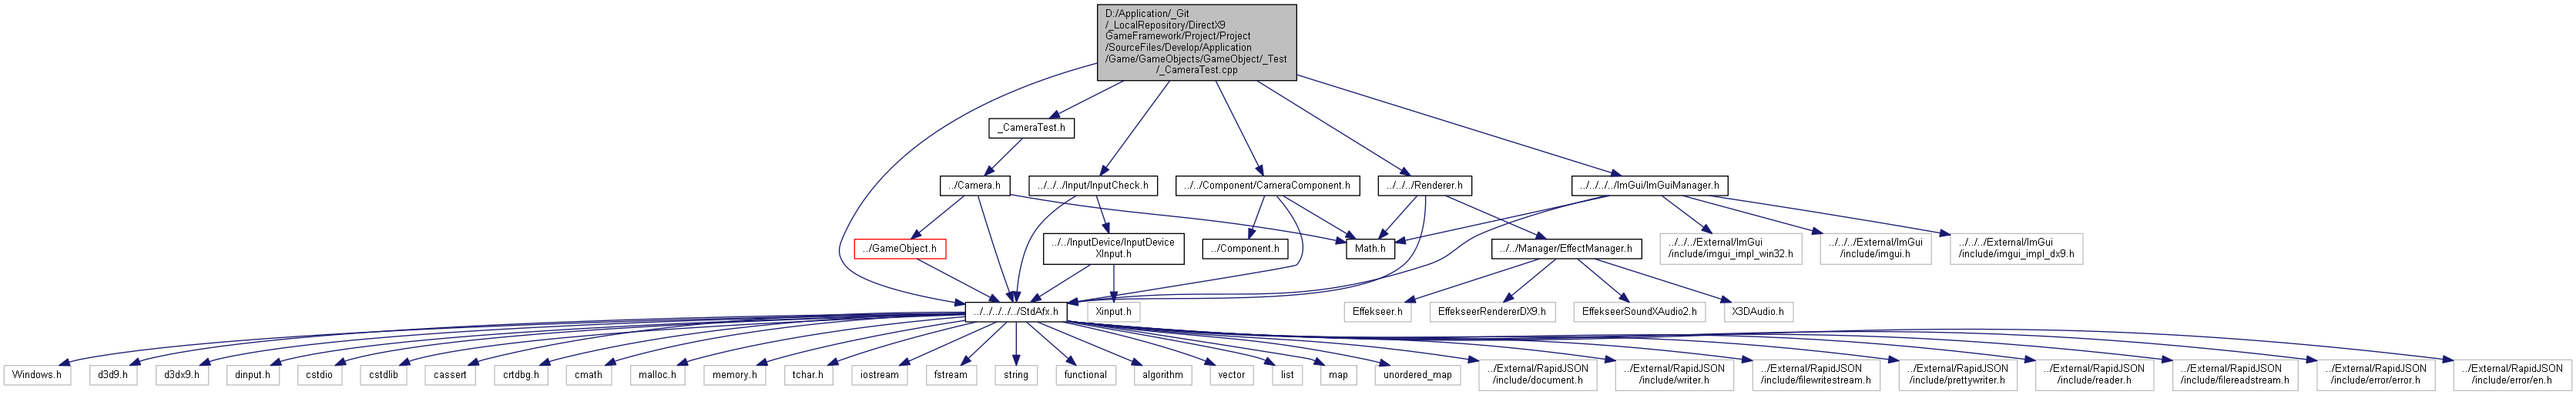 D:/Application/_Git
/_LocalRepository/DirectX9
GameFramework/Project/Project
/SourceFiles/Develop/Application
/Game/GameObjects/GameObject/_Test
/_CameraTest.cpp
_CameraTest.h
../Camera.h
../../../Input/InputCheck.h
../../Component/CameraComponent.h
../../../Renderer.h
../../../../ImGui/ImGuiManager.h
../GameObject.h
../../InputDevice/InputDevice
XInput.h
../Component.h
Math.h
../../Manager/EffectManager.h
../../../External/ImGui
/include/imgui_impl_win32.h
../../../External/ImGui
/include/imgui.h
../../../External/ImGui
/include/imgui_impl_dx9.h
../../../../../StdAfx.h
Xinput.h
Effekseer.h
EffekseerRendererDX9.h
EffekseerSoundXAudio2.h
X3DAudio.h
Windows.h
d3d9.h
d3dx9.h
dinput.h
cstdio
cstdlib
cassert
crtdbg.h
cmath
malloc.h
memory.h
tchar.h
iostream
fstream
string
functional
algorithm
vector
list
map
unordered_map
../External/RapidJSON
/include/document.h
../External/RapidJSON
/include/writer.h
../External/RapidJSON
/include/filewritestream.h
../External/RapidJSON
/include/prettywriter.h
../External/RapidJSON
/include/reader.h
../External/RapidJSON
/include/filereadstream.h
../External/RapidJSON
/include/error/error.h
../External/RapidJSON
/include/error/en.h